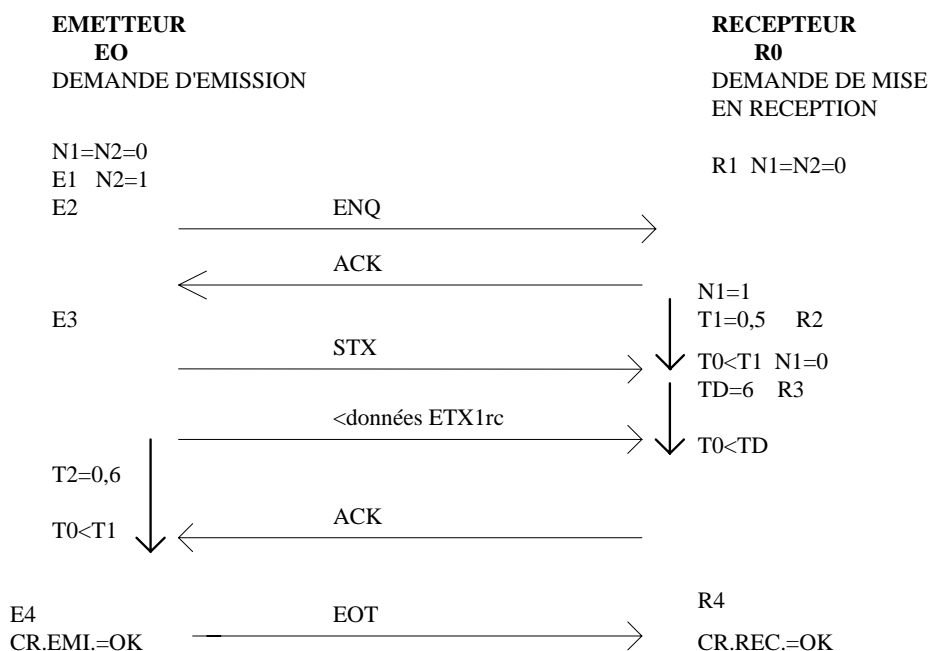 EMETTEUR
EO
DEMANDE D'EMISSION
RECEPTEUR
R0
DEMANDE DE MISE
EN RECEPTION
N1=N2=0
E1 N2=1
E2
R1 N1=N2=0
ENQ
ACK
N1=1
E3
T1=0,5 R2
STX
T0<T1 N1=0
TD=6 R3
<données ETX1rc
T0<TD
T2=0,6
T0<T1
ACK
E4
EOT
R4
CR.EMI.=OK
CR.REC.=OK